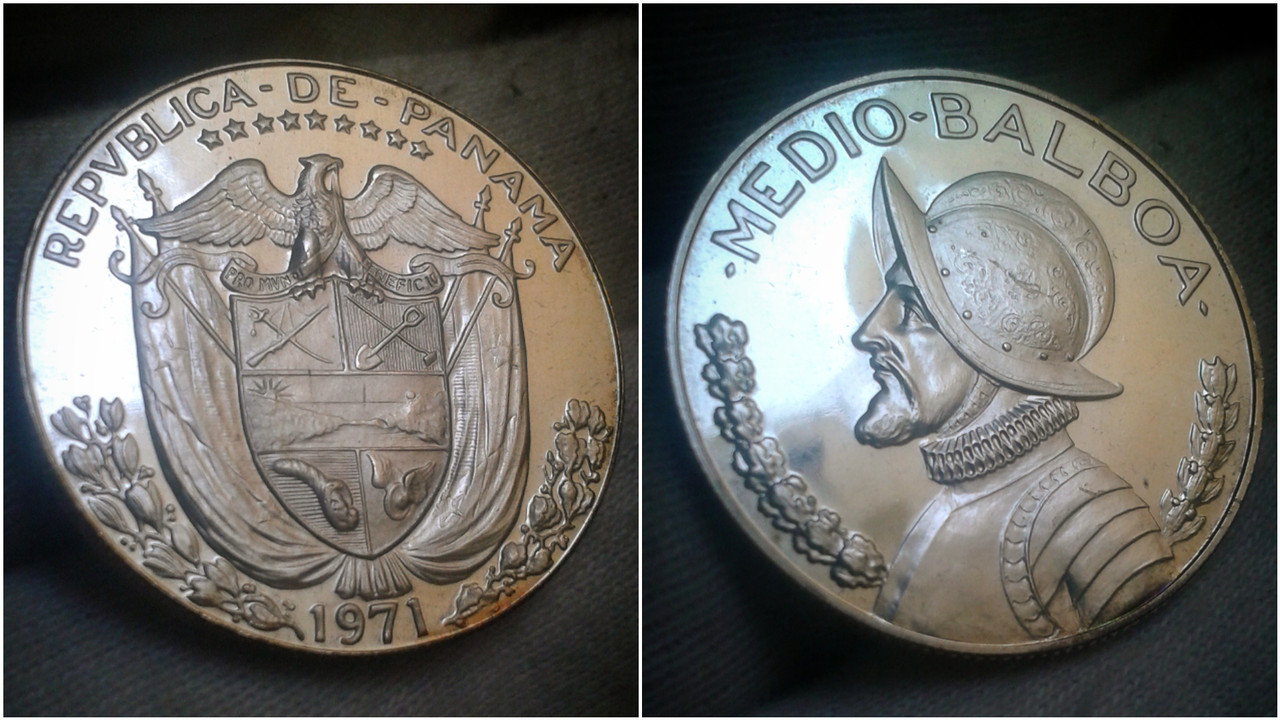 REPVBLICA-DE-PANAMA
PRO MVNDI BENEFICIO
1971
·MEDIO·BALBOA·